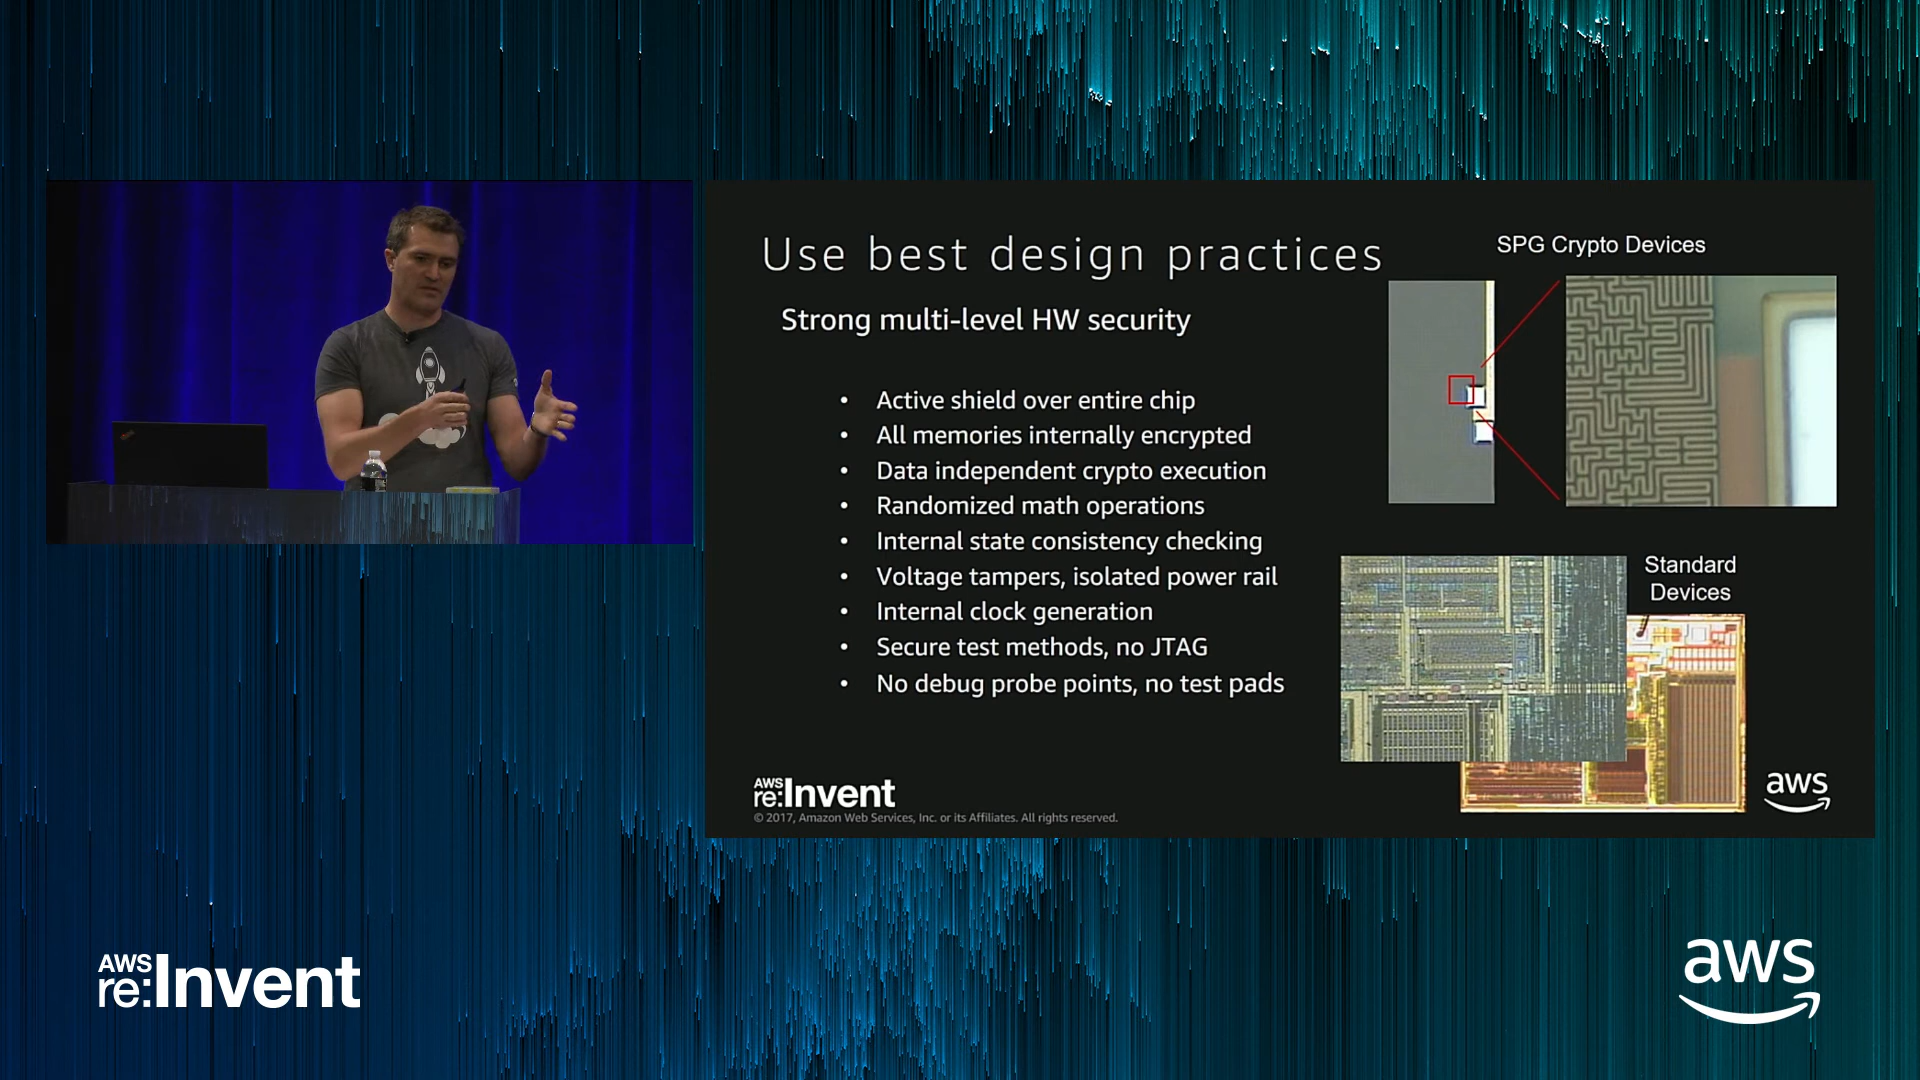 Use best design practices
Strong multi-level HW security
• Active shield over entire chip
• All memories internally encrypted
• Data independent crypto execution
• Randomized math operations
• Internal state consistency checking
• Voltage tampers, isolated power rail
• Internal clock generation
• Secure test methods, no JTAG
• No debug probe points, no test pads
SPG Crypto Devices
Standard
Devices
AWS
re:Invent
© 2017, Amazon Web Services, Inc. or its Affiliates. All rights reserved.
aws
AWS
re:Invent
aws